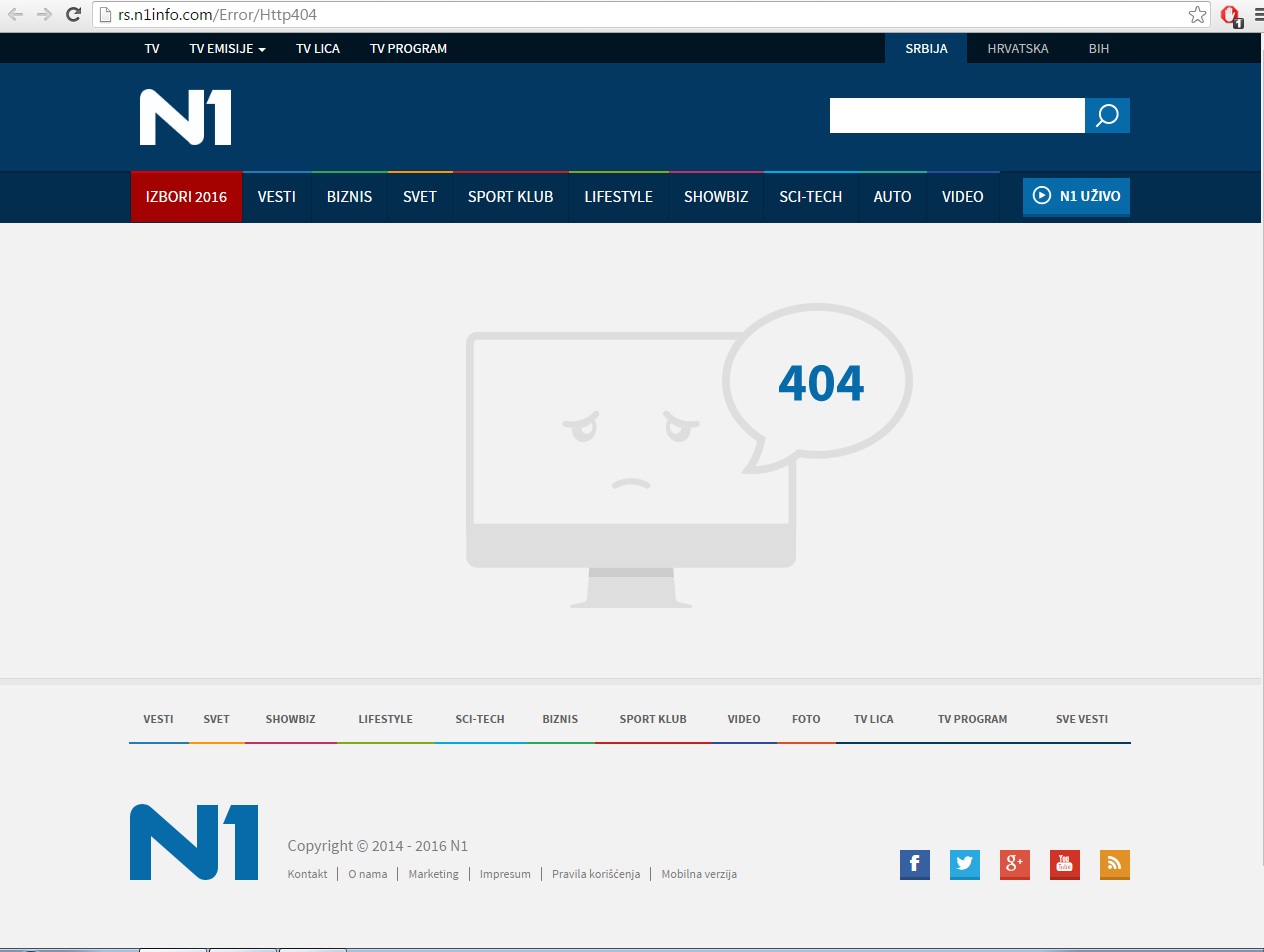 rs.n1info.com/Error/Http404
1
TV TV EMISIJE TV LICA TV PROGRAM SRBIJA HRVATSKA BIH
N1
IZBORI 2016 VESTI BIZNIS SVET SPORT KLUB LIFESTYLE SHOWBIZ SCI-TECH AUTO VIDEO N1 UŽIVO
404
VESTI SVET SHOWBIZ LIFESTYLE SCI-TECH BIZNIS SPORT KLUB VIDEO FOTO TV LICA TV PROGRAM SVE VESTI
N1
Copyright © 2014 - 2016 N1
Kontakt | O nama | Marketing | Impresum | Pravila korišćenja | Mobilna verzija
f g+ You Tube